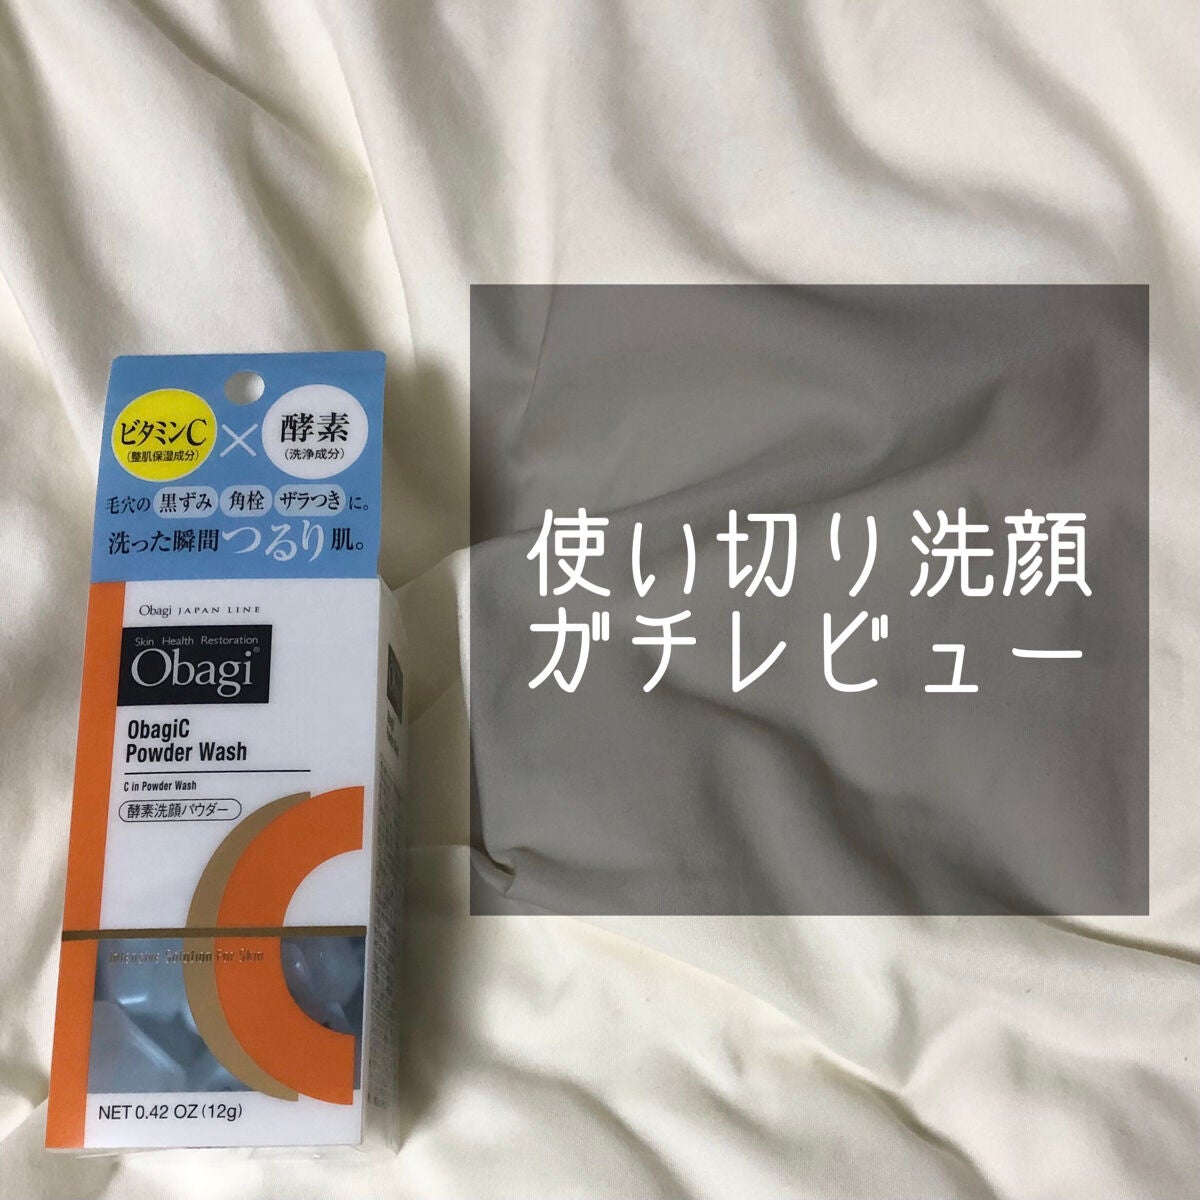 ビタミンC
(整肌保湿成分)
×
酵素
(洗浄成分)
毛穴の 黒ずみ 角栓 ザラつき に。
洗った瞬間つるり肌。
Obagi JAPAN LINE
Skin Health Restoration
Obagi®
ObagiC
Powder Wash
C in Powder Wash
酵素洗顔パウダー
Intensive Solution For Skin
NET 0.42 OZ (12g)
使い切り洗顔
ガチレビュー